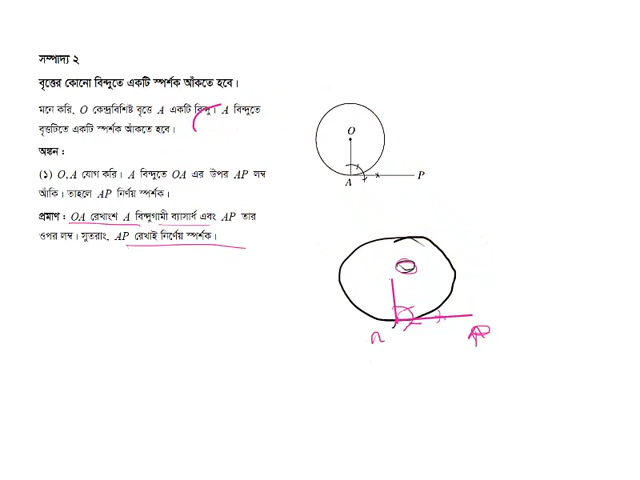 সম্পাদ্য ২
বৃত্তের কোনো বিন্দুতে একটি স্পর্শক আঁকতে হবে।
মনে করি, O কেন্দ্রবিশিষ্ট বৃত্তে A একটি বিন্দু। A বিন্দুতে
বৃত্তটিতে একটি স্পর্শক আঁকতে হবে।
অঙ্কন :
(১) O, A যোগ করি। A বিন্দুতে OA এর উপর AP লম্ব
আঁকি। তাহলে AP নির্ণেয় স্পর্শক।
প্রমাণ : OA রেখাংশ A বিন্দুগামী ব্যাসার্ধ এবং AP তার
ওপর লম্ব। সুতরাং, AP রেখাই নির্ণেয় স্পর্শক।
O
A
P